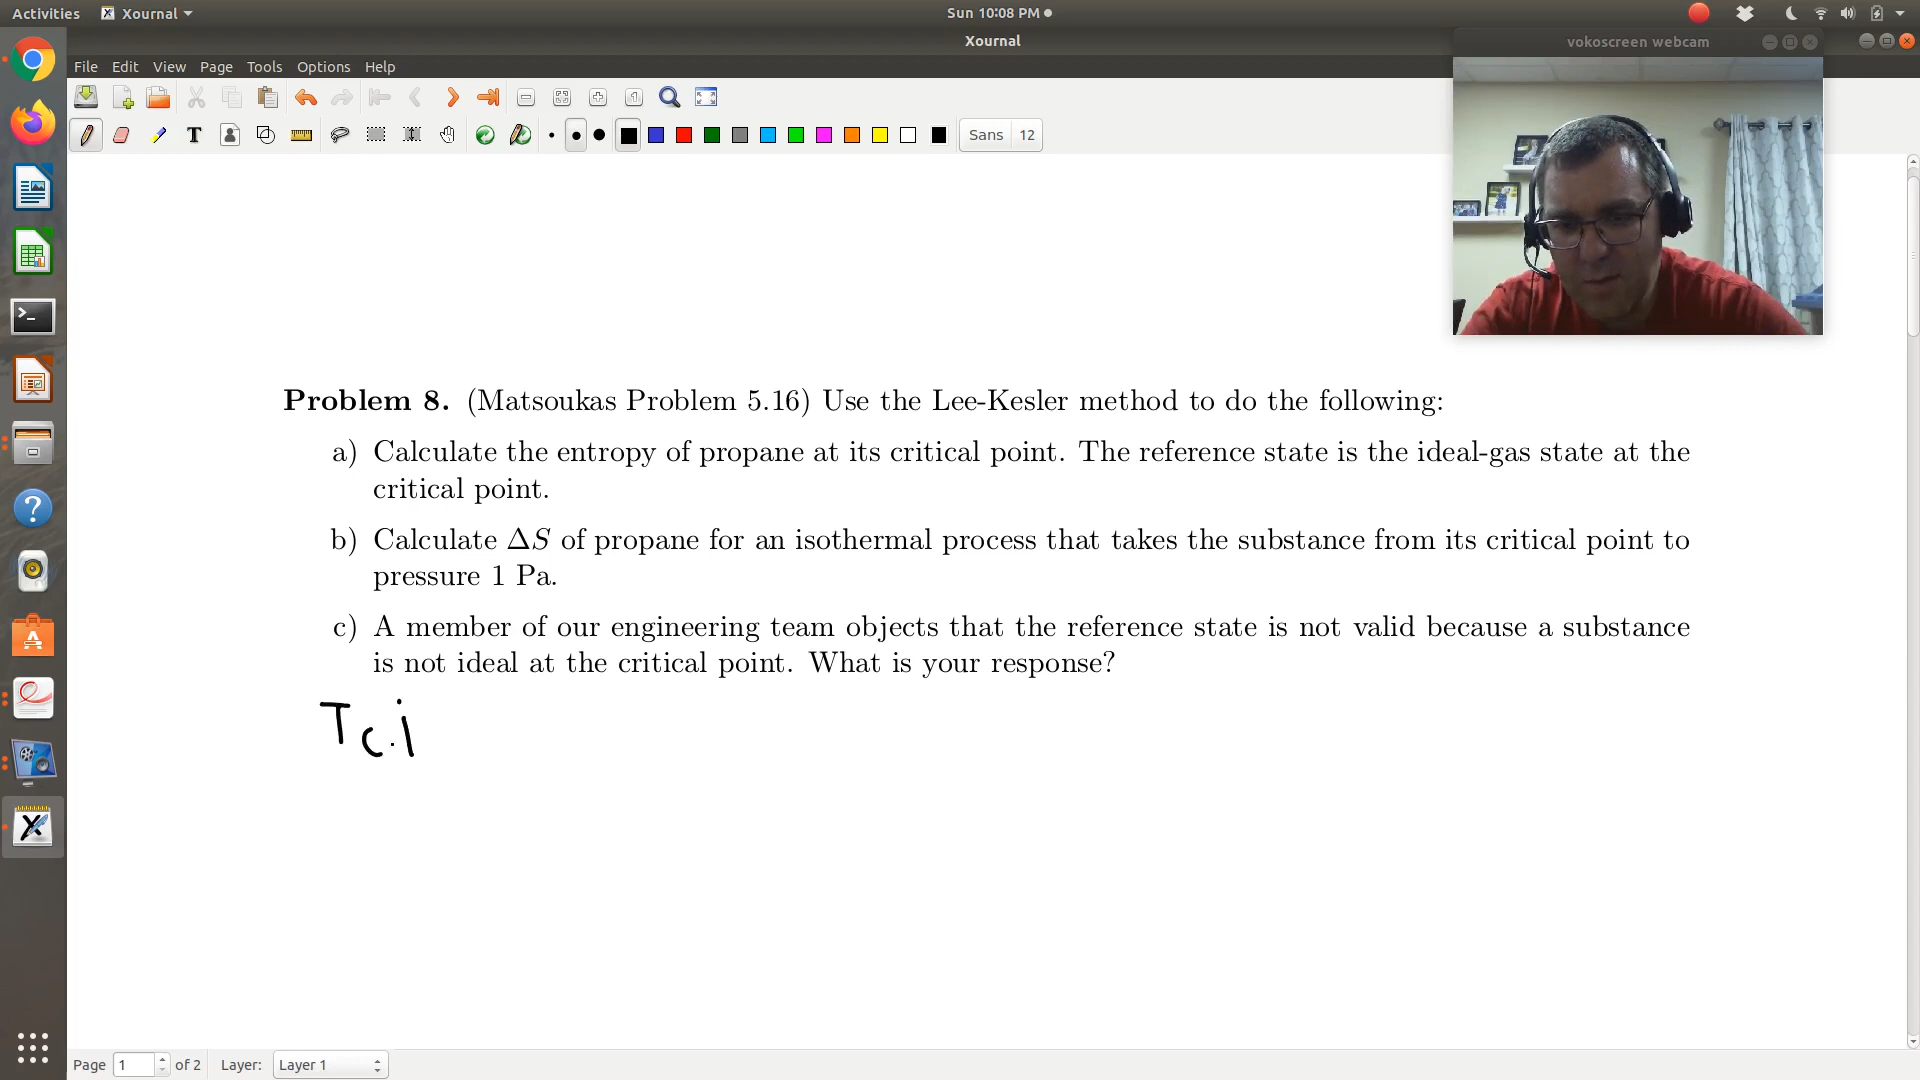 Activities Xournal Sun 10:08 PM
Xournal
vokoscreen webcam
File Edit View Page Tools Options Help
T Sans 12
Problem 8. (Matsoukas Problem 5.16) Use the Lee-Kesler method to do the following:
a) Calculate the entropy of propane at its critical point. The reference state is the ideal-gas state at the
critical point.
b) Calculate ΔS of propane for an isothermal process that takes the substance from its critical point to
pressure 1 Pa.
c) A member of our engineering team objects that the reference state is not valid because a substance
is not ideal at the critical point. What is your response?
Tc.i
Page 1 of 2 Layer: Layer 1